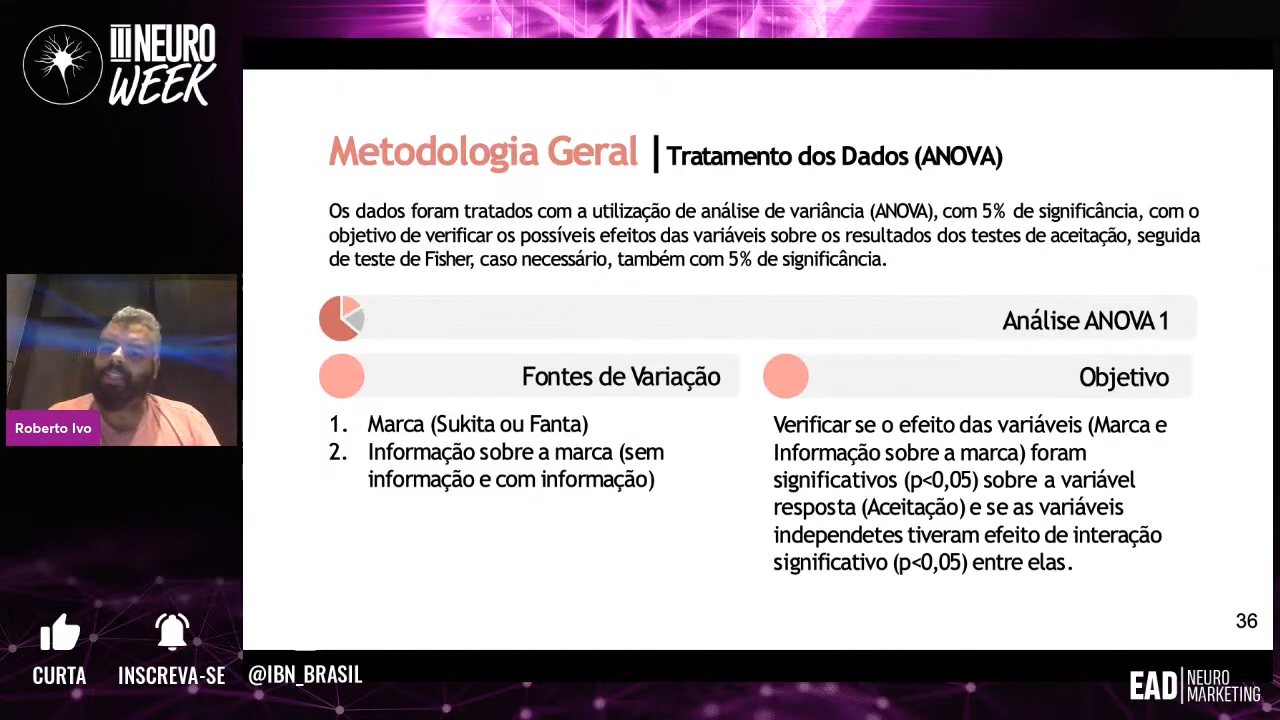 III NEURO
WEEK
Metodologia Geral | Tratamento dos Dados (ANOVA)
Os dados foram tratados com a utilização de análise de variância (ANOVA), com 5% de significância, com o
objetivo de verificar os possíveis efeitos das variáveis sobre os resultados dos testes de aceitação, seguida
de teste de Fisher, caso necessário, também com 5% de significância.
Análise ANOVA 1
Fontes de Variação
1. Marca (Sukita ou Fanta)
2. Informação sobre a marca (sem
informação e com informação)
Objetivo
Verificar se o efeito das variáveis (Marca e
Informação sobre a marca) foram
significativos (p<0,05) sobre a variável
resposta (Aceitação) e se as variáveis
independetes tiveram efeito de interação
significativo (p<0,05) entre elas.
36
Roberto Ivo
CURTA
INSCREVA-SE
@IBN_BRASIL
EAD | NEURO
MARKETING